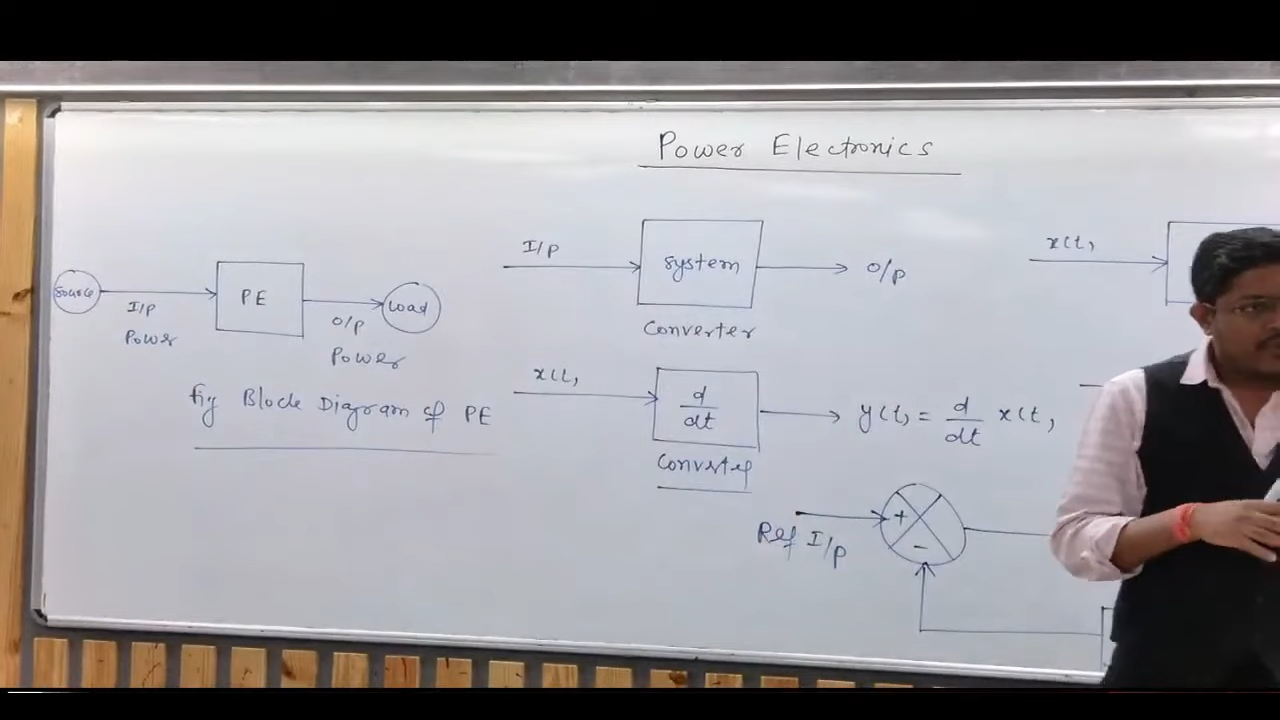 Power Electronics
Source
I/p
Power
PE
O/p
Power
Load
Fig Block Diagram of PE
I/p
System
O/p
Converter
x(t)
d
dt
y(t) = d x(t)
dt
Converter
x(t)
Ref I/p
+
-